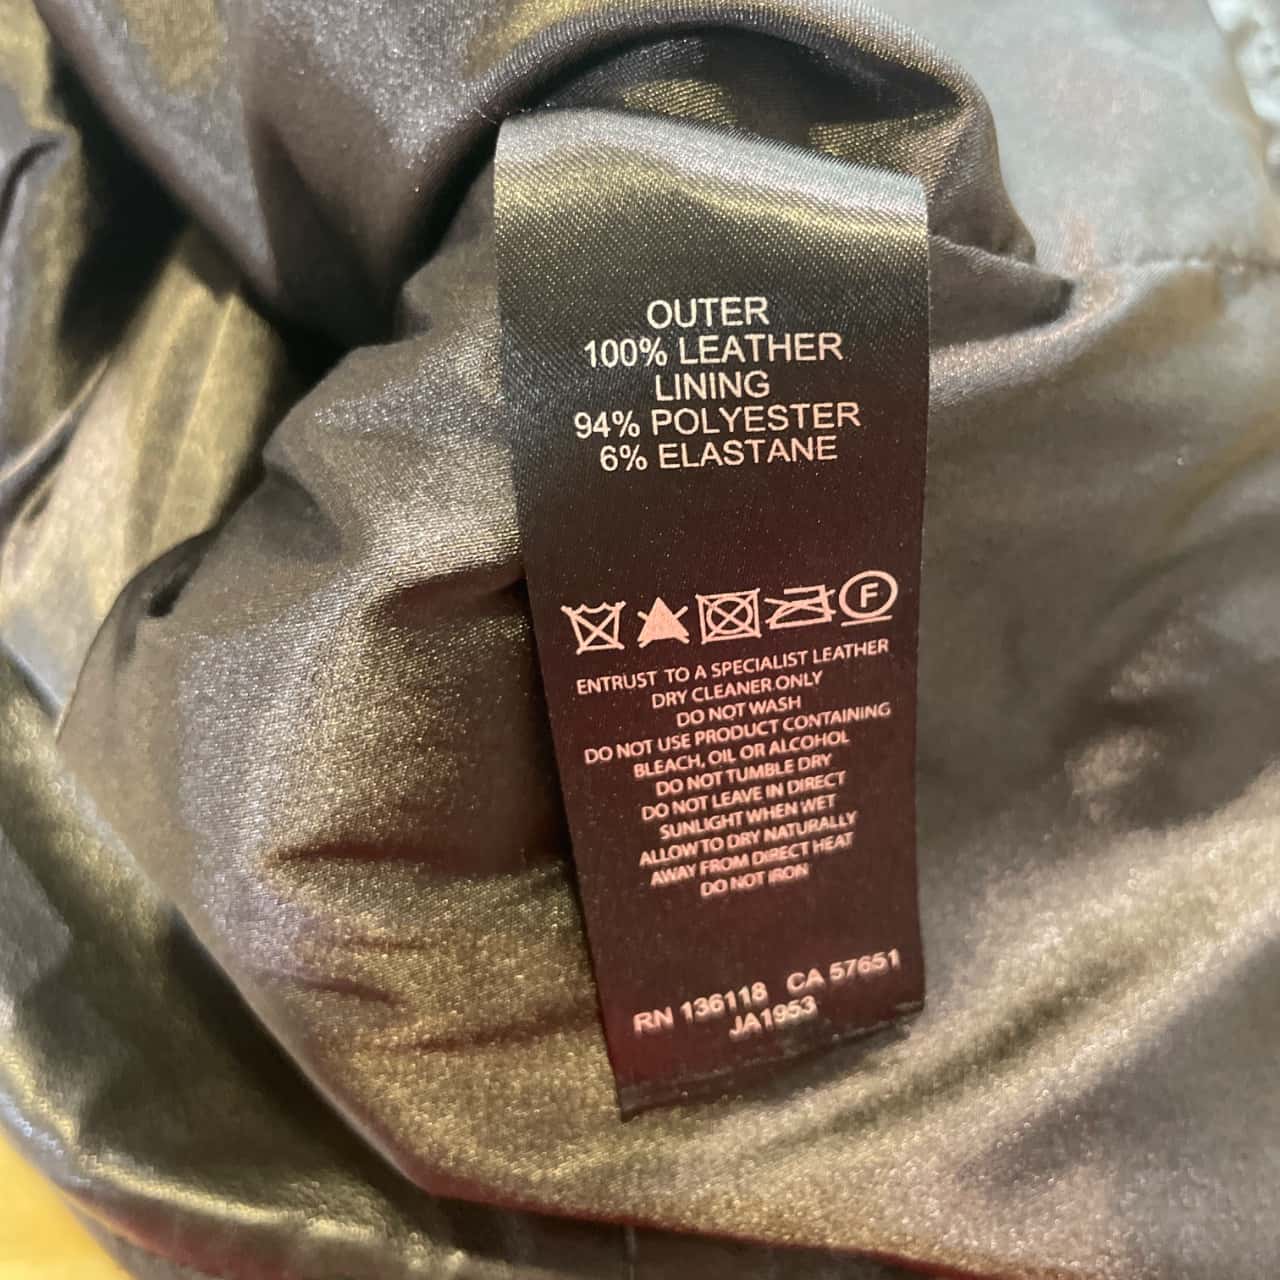 OUTER
100% LEATHER
LINING
94% POLYESTER
6% ELASTANE
F
ENTRUST TO A SPECIALIST LEATHER
DRY CLEANER ONLY
DO NOT WASH
DO NOT USE PRODUCT CONTAINING
BLEACH, OIL OR ALCOHOL
DO NOT TUMBLE DRY
DO NOT LEAVE IN DIRECT
SUNLIGHT WHEN WET
ALLOW TO DRY NATURALLY
AWAY FROM DIRECT HEAT
DO NOT IRON
RN 136118 CA 57651
JA1953